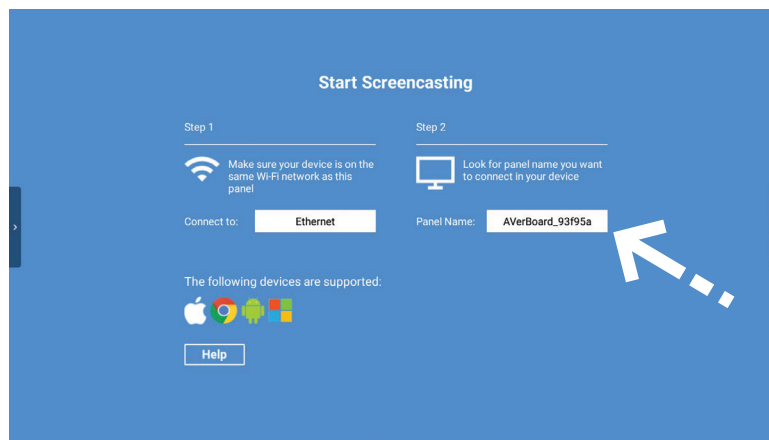 Start Screencasting
Step 1
Make sure your device is on the
same Wi-Fi network as this
panel
Connect to: Ethernet
Step 2
Look for panel name you want
to connect in your device
Panel Name: AVerBoard_93f95a
The following devices are supported:
Help